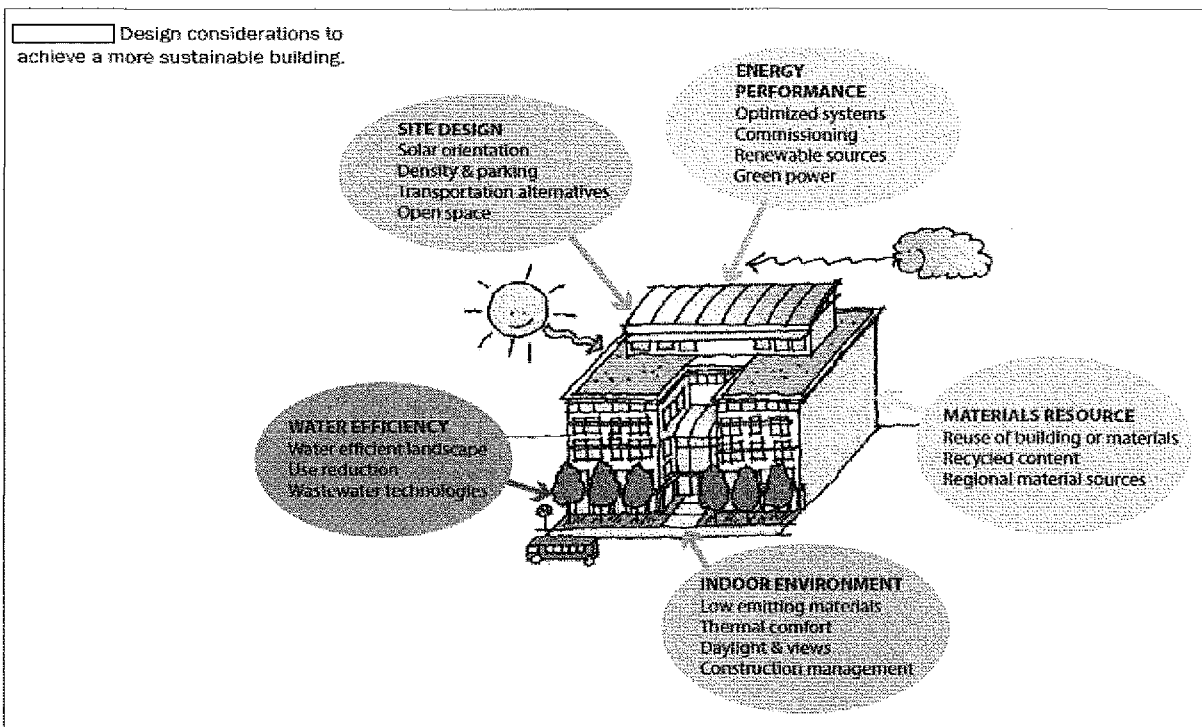 Design considerations to
achieve a more sustainable building.
ENERGY
PERFORMANCE
Optimized systems
Commissioning
Renewable sources
Green power
SITE DESIGN
Solar orientation
Density & parking
Transportation alternatives
Open space
WATER EFFICIENCY
Water efficient landscape
Use reduction
Wastewater technologies
MATERIALS RESOURCE
Reuse of building or materials
Recycled content
Regional material sources
INDOOR ENVIRONMENT
Low emitting materials
Thermal comfort
Daylight & views
Construction management